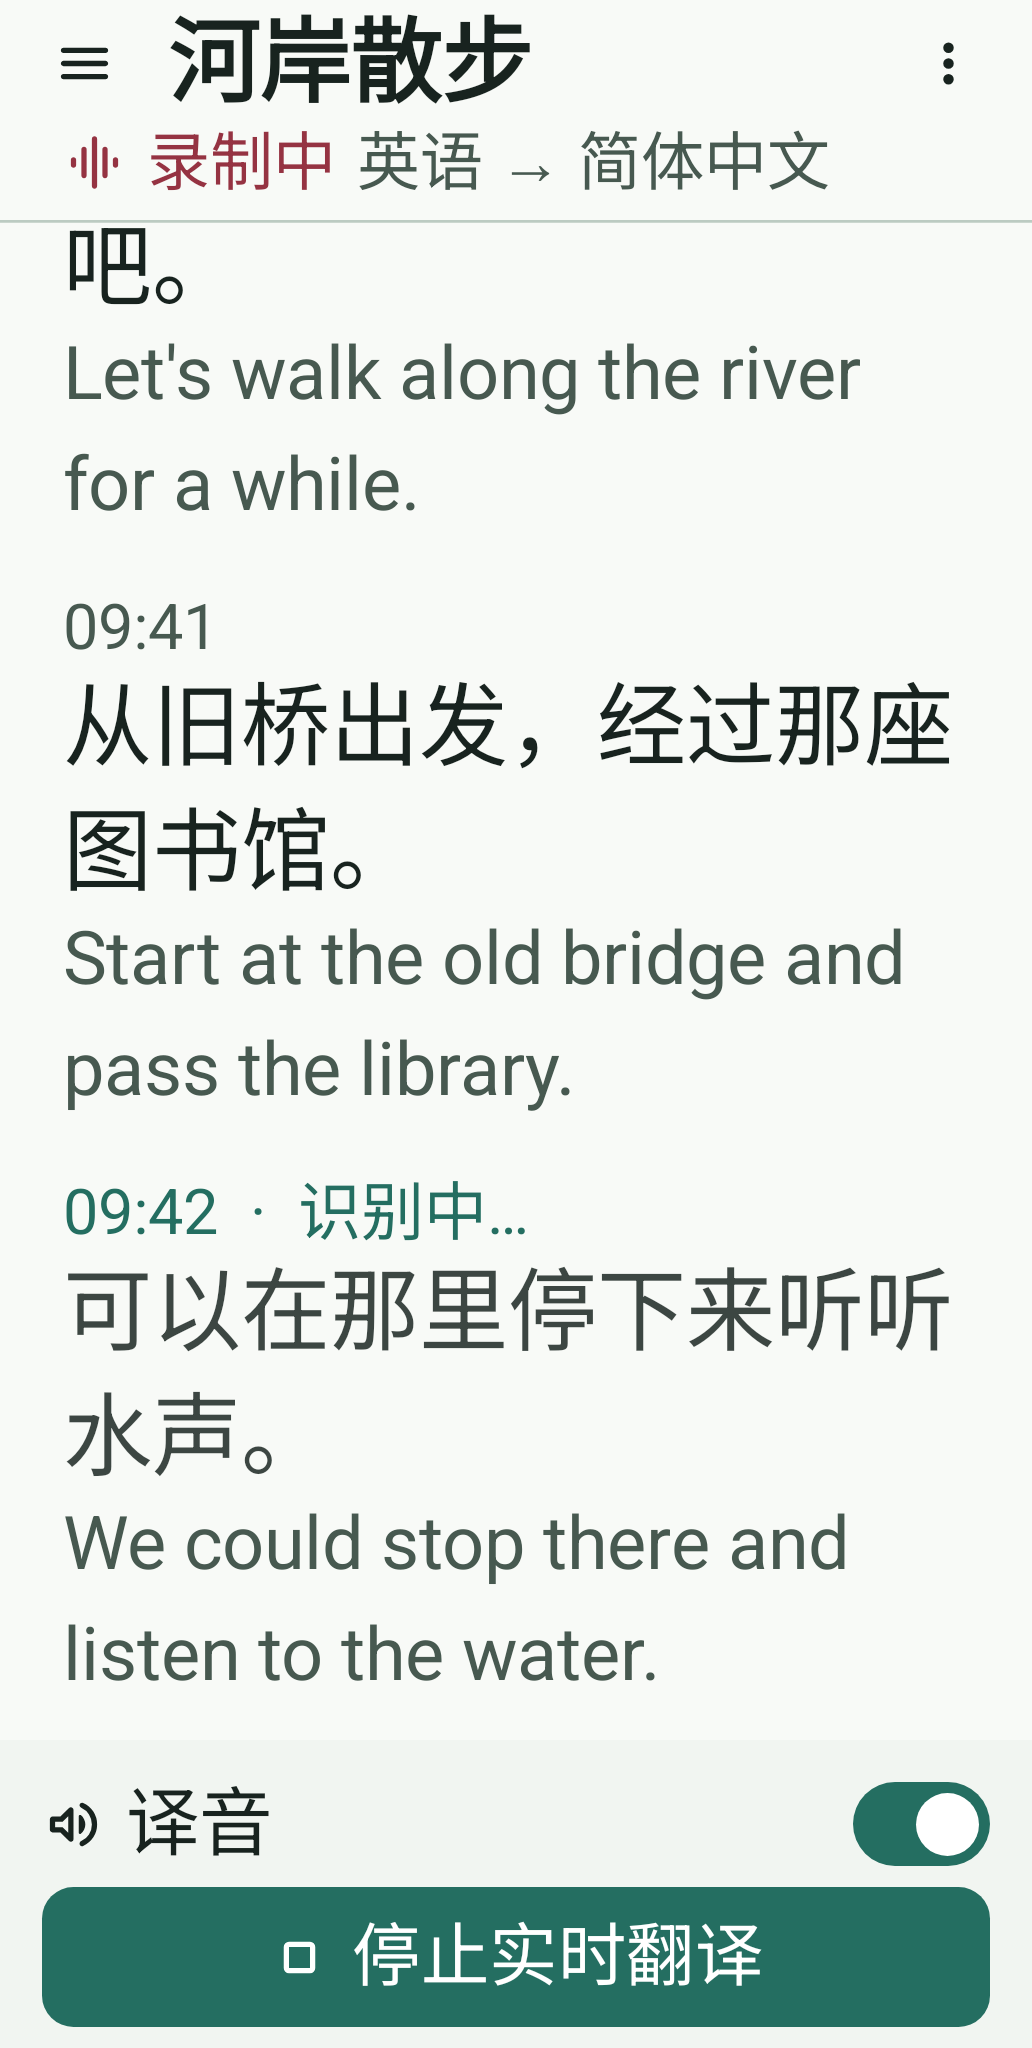 河岸散步
录制中 英语 → 简体中文
吧。
Let's walk along the river
for a while.
09:41
从旧桥出发，经过那座
图书馆。
Start at the old bridge and
pass the library.
09:42 · 识别中...
可以在那里停下来听听
水声。
We could stop there and
listen to the water.
译音
停止实时翻译